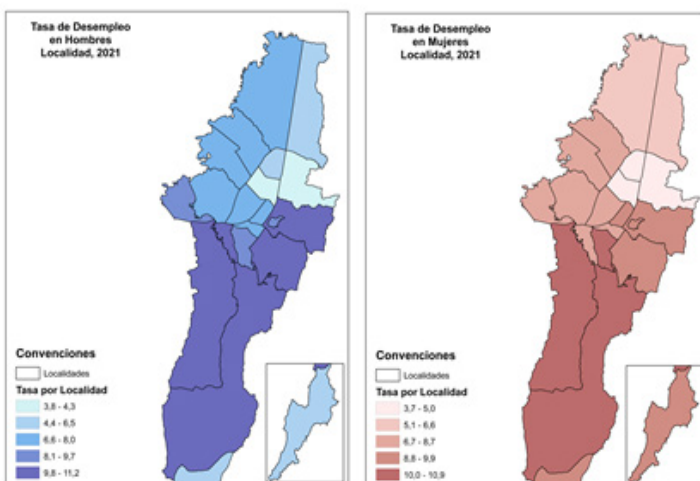 Tasa de Desempleo
en Hombres
Localidad, 2021
Convenciones
Localidades
Tasa por Localidad
3,8 - 4,3
4,4 - 6,5
6,6 - 8,0
8,1 - 9,7
9,8 - 11,2
Tasa de Desempleo
en Mujeres
Localidad, 2021
Convenciones
Localidades
Tasa por Localidad
3,7 - 5,0
5,1 - 6,6
6,7 - 8,7
8,8 - 9,9
10,0 - 10,9